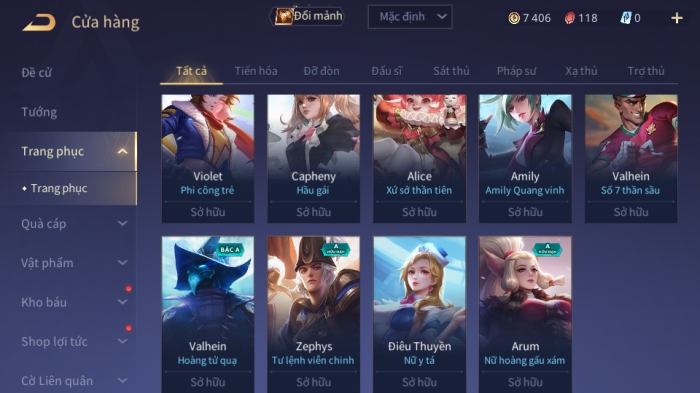 Cửa hàng
Đổi mảnh
Mặc định
7 406
118
0
Đề cử
Tướng
Trang phục
Trang phục
Quà cáp
Vật phẩm
Kho báu
Shop lợi tức
Cờ Liên quân
Tất cả Tiến hóa Đỡ đòn Đấu sĩ Sát thủ Pháp sư Xạ thủ Trợ thủ
Violet
Phi công trẻ
Sở hữu
Capheny
Hầu gái
Sở hữu
Alice
Xứ sở thần tiên
Sở hữu
Amily
Amily Quang vinh
Sở hữu
Valhein
Số 7 thần sầu
Sở hữu
BẬC A
Valhein
Hoàng tử quạ
Sở hữu
A
HỮU HẠN
Zephys
Tư lệnh viễn chinh
Sở hữu
Điêu Thuyền
Nữ y tá
Sở hữu
A
HỮU HẠN
Arum
Nữ hoàng gấu xám
Sở hữu